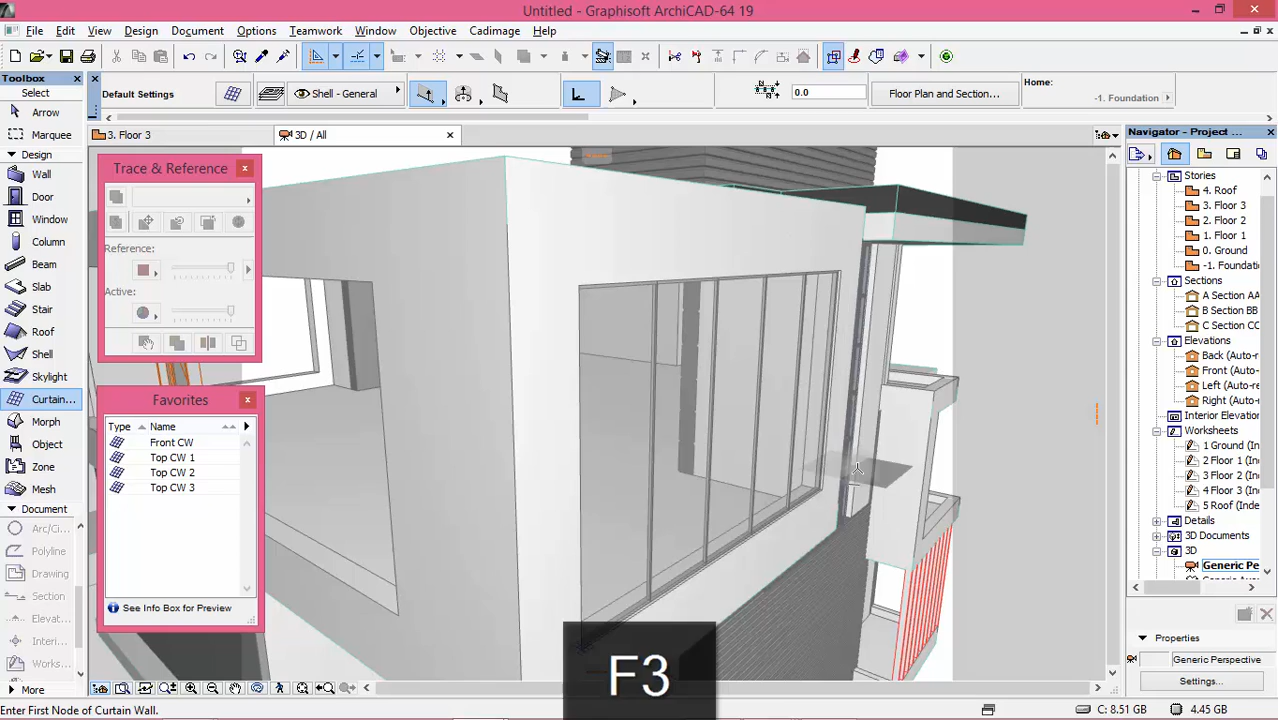 Untitled - Graphisoft ArchiCAD-64 19
File Edit View Design Document Options Teamwork Window Objective Cadimage Help
Toolbox
Select
Arrow
Marquee
Design
Wall
Door
Window
Column
Beam
Slab
Stair
Roof
Shell
Skylight
Curtain...
Morph
Object
Zone
Mesh
Document
Arc/Ci...
Polyline
Drawing
Section
Elevat...
Interi...
Works...
More
Default Settings
Shell - General
0.0
Floor Plan and Section...
Home:
-1. Foundation
3. Floor 3
3D / All
Trace & Reference
Reference:
Active:
Favorites
Type Name
Front CW
Top CW 1
Top CW 2
Top CW 3
See Info Box for Preview
F3
Navigator - Project ...
Stories
4. Roof
3. Floor 3
2. Floor 2
1. Floor 1
0. Ground
-1. Foundatio
Sections
A Section AA
B Section BB
C Section CC
Elevations
Back (Auto-r
Front (Auto-
Left (Auto-re
Right (Auto-
Interior Elevation
Worksheets
1 Ground (In
2 Floor 1 (In
3 Floor 2 (In
4 Floor 3 (In
5 Roof (Inde
Details
3D Documents
3D
Generic Pe
Properties
Generic Perspective
Settings...
Enter First Node of Curtain Wall.
C: 8.51 GB
4.45 GB